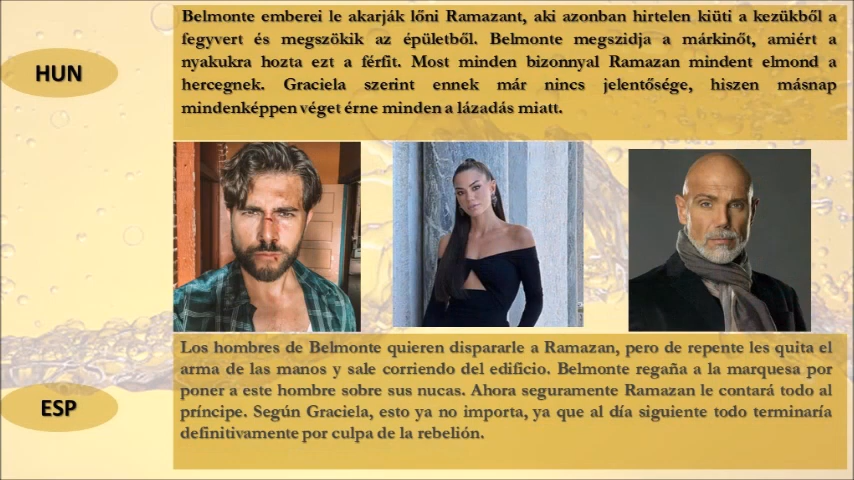 Belmonte emberei le akarják lőni Ramazant, aki azonban hirtelen kiüti a kezükből a
fegyvert és megszökik az épületből. Belmonte megszidja a márkinőt, amiért a
nyakukra hozta ezt a férfit. Most minden bizonnyal Ramazan mindent elmond a
hercegnek. Graciela szerint ennek már nincs jelentősége, hiszen másnap
mindenképpen véget érne minden a lázadás miatt.
HUN
Los hombres de Belmonte quieren dispararle a Ramazan, pero de repente les quita el
arma de las manos y sale corriendo del edificio. Belmonte regaña a la marquesa por
poner a este hombre sobre sus nucas. Ahora seguramente Ramazan le contará todo al
príncipe. Según Graciela, esto ya no importa, ya que al día siguiente todo terminaría
definitivamente por culpa de la rebelión.
ESP